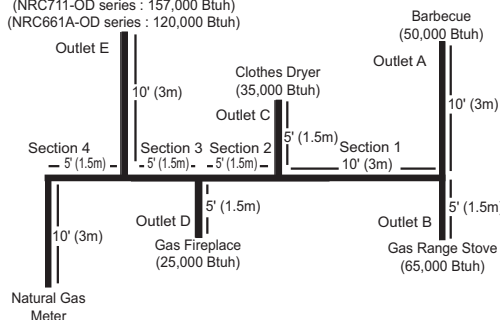 (NRC711-OD series : 157,000 Btuh)
(NRC661A-OD series : 120,000 Btuh)
Outlet E
10' (3m)
Barbecue
(50,000 Btuh)
Outlet A
10' (3m)
Clothes Dryer
(35,000 Btuh)
Outlet C
5' (1.5m)
Section 4
5' (1.5m)
Section 3
5' (1.5m)
Section 2
5' (1.5m)
Section 1
10' (3m)
10' (3m)
Natural Gas
Meter
5' (1.5m)
Outlet D
Gas Fireplace
(25,000 Btuh)
5' (1.5m
Outlet B
Gas Range Stove
(65,000 Btuh)